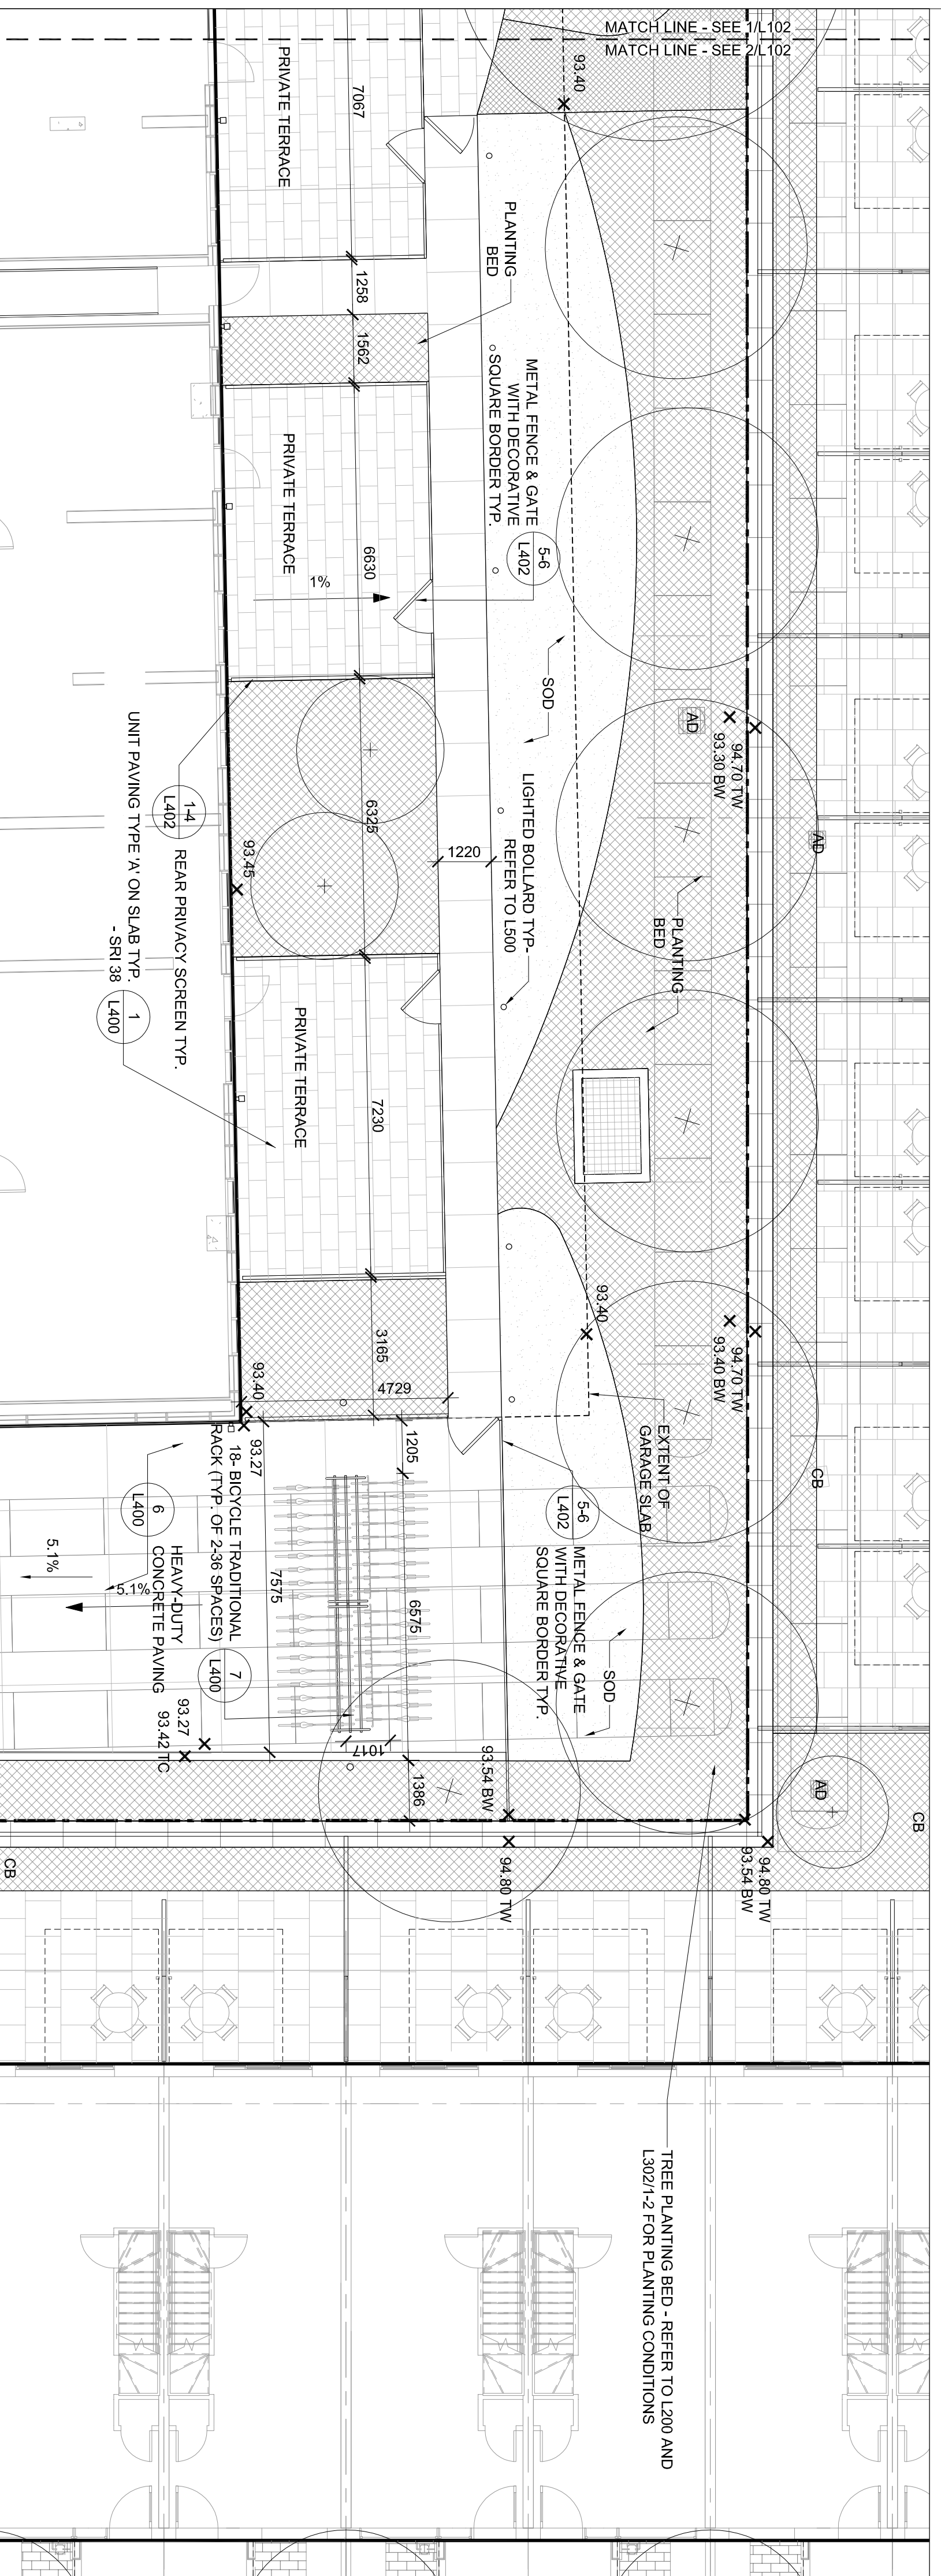 MATCH LINE - SEE 1/L102
MATCH LINE - SEE 2/L102
93.40
PRIVATE TERRACE
7067
PLANTING
BED
1258
1562
METAL FENCE & GATE
WITH DECORATIVE
SQUARE BORDER TYP.
5-6
L402
PRIVATE TERRACE
6630
1%
SOD
AD
94.70 TW
93.30 BW
AD
1-4
L402
REAR PRIVACY SCREEN TYP.
UNIT PAVING TYPE 'A' ON SLAB TYP.
- SRI 38
1
L400
93.45
6325
1220
LIGHTED BOLLARD TYP-
REFER TO L500
PLANTING
BED
PRIVATE TERRACE
7230
93.40
94.70 TW
93.40 BW
3165
4729
93.40
93.27
1205
EXTENT OF
GARAGE SLAB
CB
5-6
L402
METAL FENCE & GATE
WITH DECORATIVE
SQUARE BORDER TYP.
18- BICYCLE TRADITIONAL
RACK (TYP. OF 2-36 SPACES)
7
L400
6
L400
HEAVY-DUTY
CONCRETE PAVING
5.1%
5.1%
7575
6575
SOD
93.27
93.42 TC
1017
1386
93.54 BW
94.80 TW
94.80 TW
93.54 BW
AD
CB
CB
TREE PLANTING BED - REFER TO L200 AND
L302/1-2 FOR PLANTING CONDITIONS